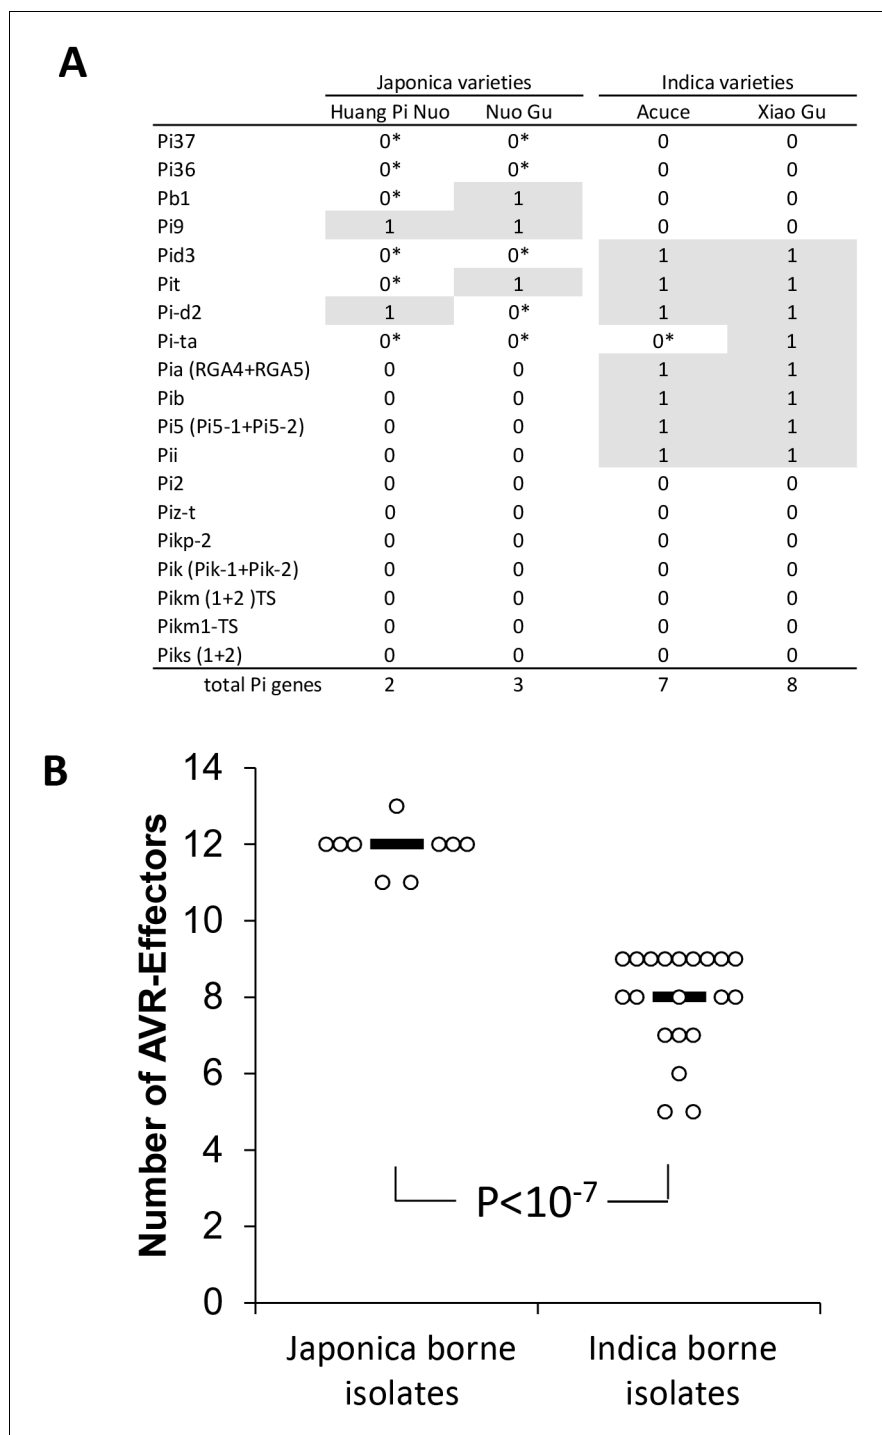 A
Japonica varieties Indica varieties
Huang Pi Nuo Nuo Gu Acuce Xiao Gu
Pi37 0* 0* 0 0
Pi36 0* 0* 0 0
Pb1 0* 1 0 0
Pi9 1 1 0 0
Pid3 0* 0* 1 1
Pit 0* 1 1 1
Pi-d2 1 0* 1 1
Pi-ta 0* 0* 0* 1
Pia (RGA4+RGA5) 0 0 1 1
Pib 0 0 1 1
Pi5 (Pi5-1+Pi5-2) 0 0 1 1
Pii 0 0 1 1
Pi2 0 0 0 0
Piz-t 0 0 0 0
Pikp-2 0 0 0 0
Pik (Pik-1+Pik-2) 0 0 0 0
Pikm (1+2 )TS 0 0 0 0
Pikm1-TS 0 0 0 0
Piks (1+2) 0 0 0 0
total Pi genes 2 3 7 8
B
Number of AVR-Effectors
14
12
10
8
6
4
2
0
P<10-7
Japonica borne
isolates
Indica borne
isolates